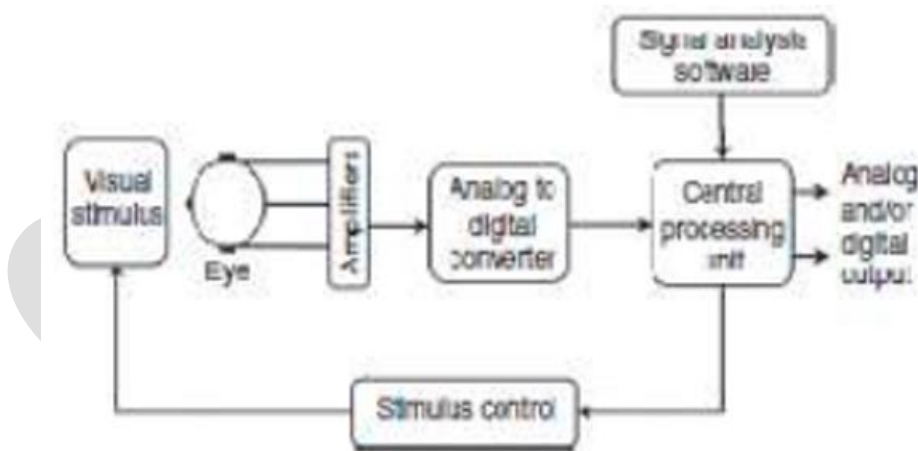 Signal analysis
software
Visual
stimulus
Eye
Amplifiers
Analog to
digital
converter
Central
processing
unit
Analog
and/or
digital
output
Stimulus control